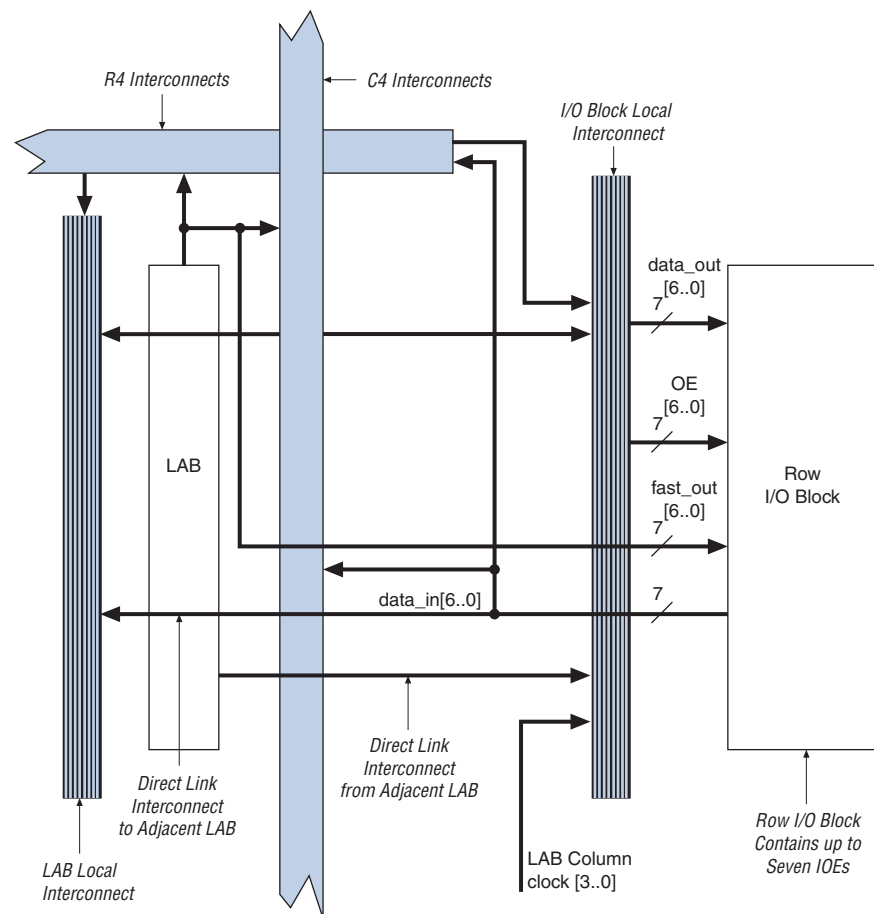 R4 Interconnects
C4 Interconnects
I/O Block Local
Interconnect
data_out
[6..0]
7
OE
[6..0]
7
LAB
Row
I/O Block
fast_out
[6..0]
7
data_in[6..0]
7
Direct Link
Interconnect
to Adjacent LAB
Direct Link
Interconnect
from Adjacent LAB
LAB Local
Interconnect
LAB Column
clock [3..0]
Row I/O Block
Contains up to
Seven IOEs